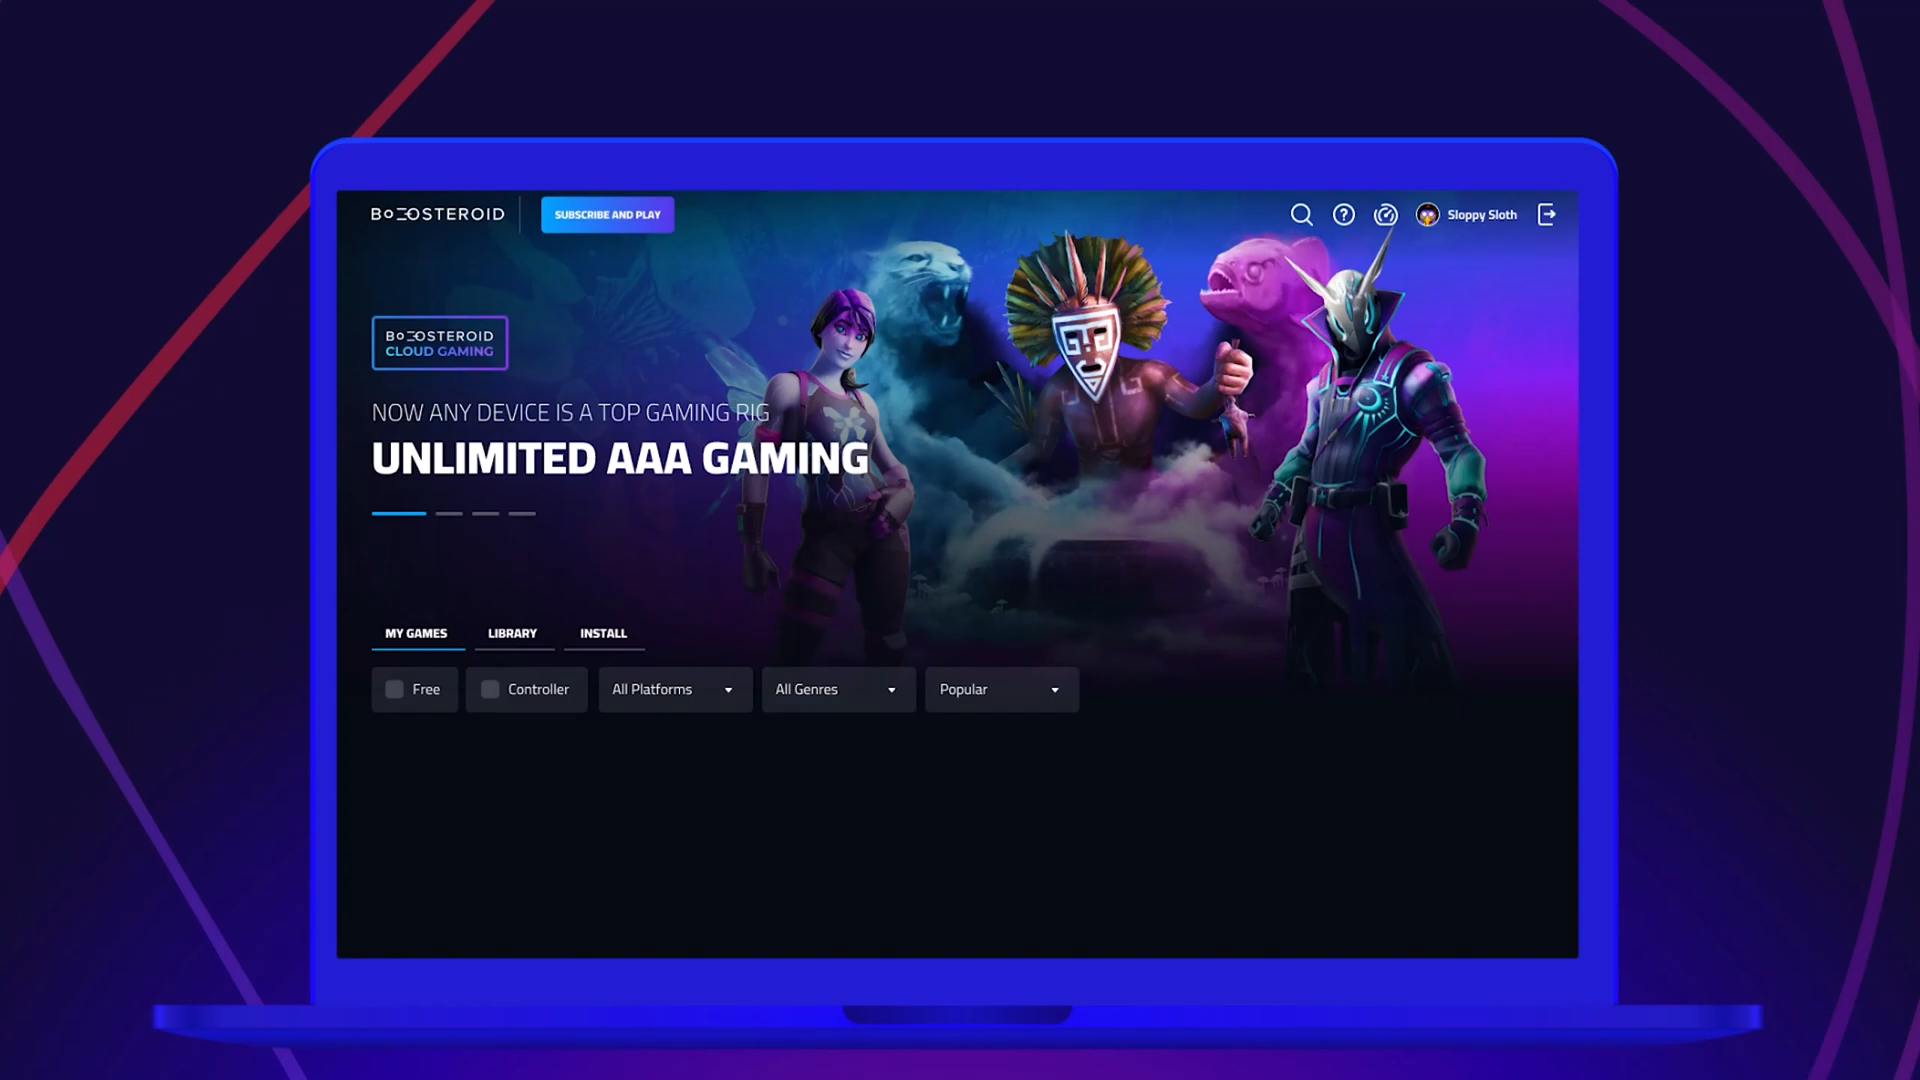 BOOSTEROID
SUBSCRIBE AND PLAY
Sloppy Sloth
BOOSTEROID
CLOUD GAMING
NOW ANY DEVICE IS A TOP GAMING RIG
UNLIMITED AAA GAMING
MY GAMES LIBRARY INSTALL
Free Controller All Platforms All Genres Popular